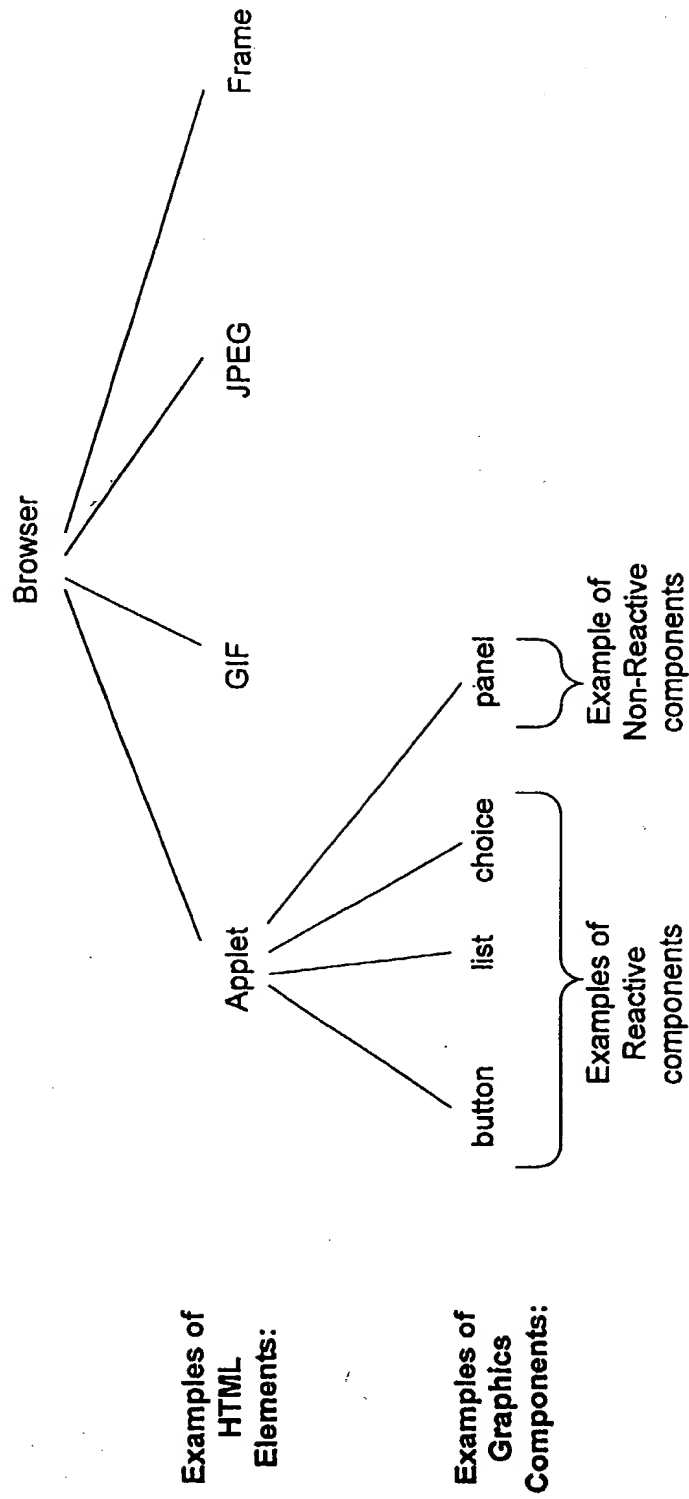 Browser
Examples of
HTML
Elements:
Applet
GIF
JPEG
Frame
Examples of
Graphics
Components:
button
list
choice
panel
Examples of
Reactive
components
Example of
Non-Reactive
components